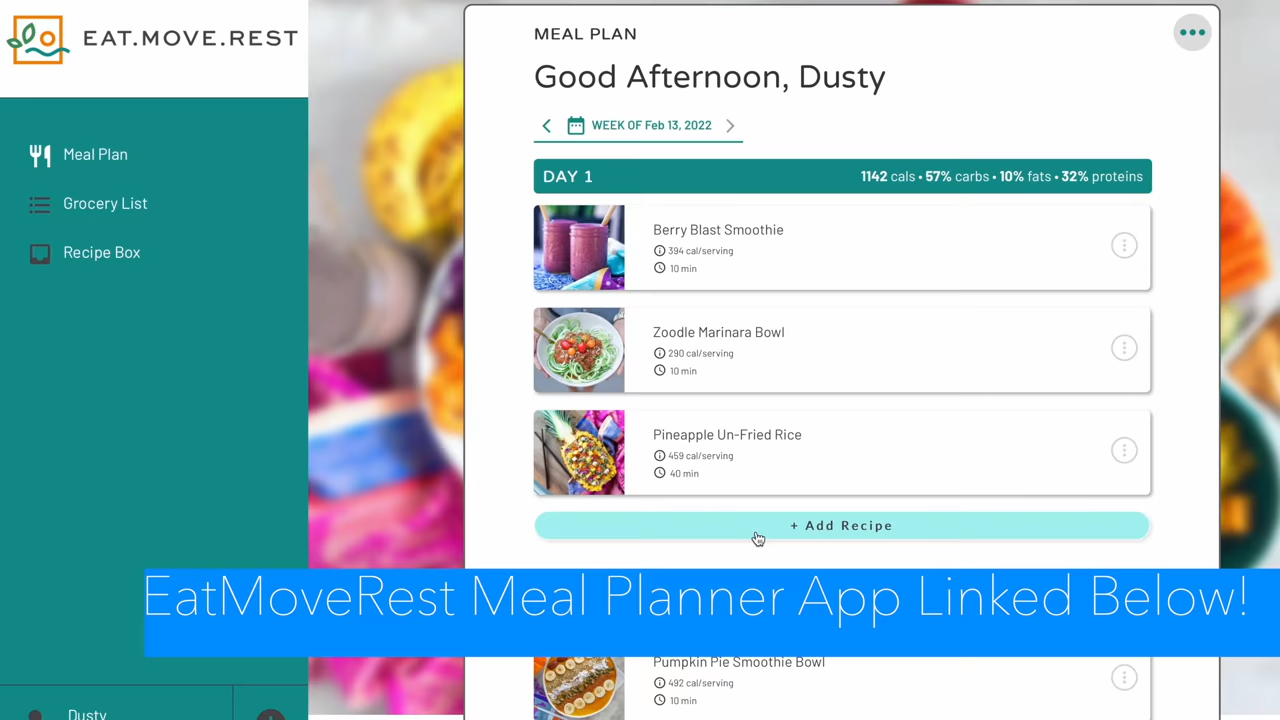 EAT.MOVE.REST
Meal Plan
Grocery List
Recipe Box
Dusty
MEAL PLAN
Good Afternoon, Dusty
WEEK OF Feb 13, 2022
DAY 1
1142 cals • 57% carbs • 10% fats • 32% proteins
Berry Blast Smoothie
394 cal/serving
10 min
Zoodle Marinara Bowl
290 cal/serving
10 min
Pineapple Un-Fried Rice
459 cal/serving
40 min
+ Add Recipe
EatMoveRest Meal Planner App Linked Below!
Pumpkin Pie Smoothie Bowl
492 cal/serving
10 min